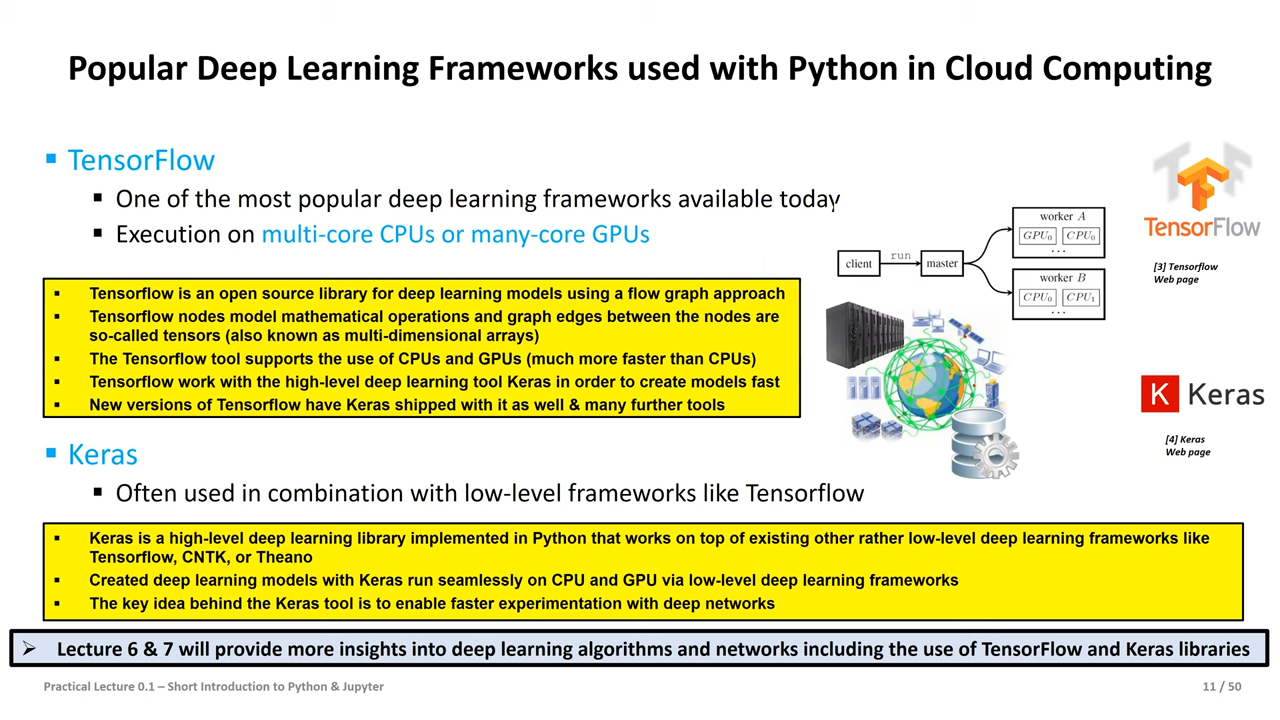 Popular Deep Learning Frameworks used with Python in Cloud Computing
▪ TensorFlow
▪ One of the most popular deep learning frameworks available today
▪ Execution on multi-core CPUs or many-core GPUs
▪ Tensorflow is an open source library for deep learning models using a flow graph approach
▪ Tensorflow nodes model mathematical operations and graph edges between the nodes are
so-called tensors (also known as multi-dimensional arrays)
▪ The Tensorflow tool supports the use of CPUs and GPUs (much more faster than CPUs)
▪ Tensorflow work with the high-level deep learning tool Keras in order to create models fast
▪ New versions of Tensorflow have Keras shipped with it as well & many further tools
client
run
master
worker A
GPU0 CPU0
...
worker B
CPU0 CPU1
...
TensorFlow
[3] Tensorflow
Web page
K Keras
[4] Keras
Web page
▪ Keras
▪ Often used in combination with low-level frameworks like Tensorflow
▪ Keras is a high-level deep learning library implemented in Python that works on top of existing other rather low-level deep learning frameworks like
Tensorflow, CNTK, or Theano
▪ Created deep learning models with Keras run seamlessly on CPU and GPU via low-level deep learning frameworks
▪ The key idea behind the Keras tool is to enable faster experimentation with deep networks
➢ Lecture 6 & 7 will provide more insights into deep learning algorithms and networks including the use of TensorFlow and Keras libraries
Practical Lecture 0.1 – Short Introduction to Python & Jupyter
11 / 50